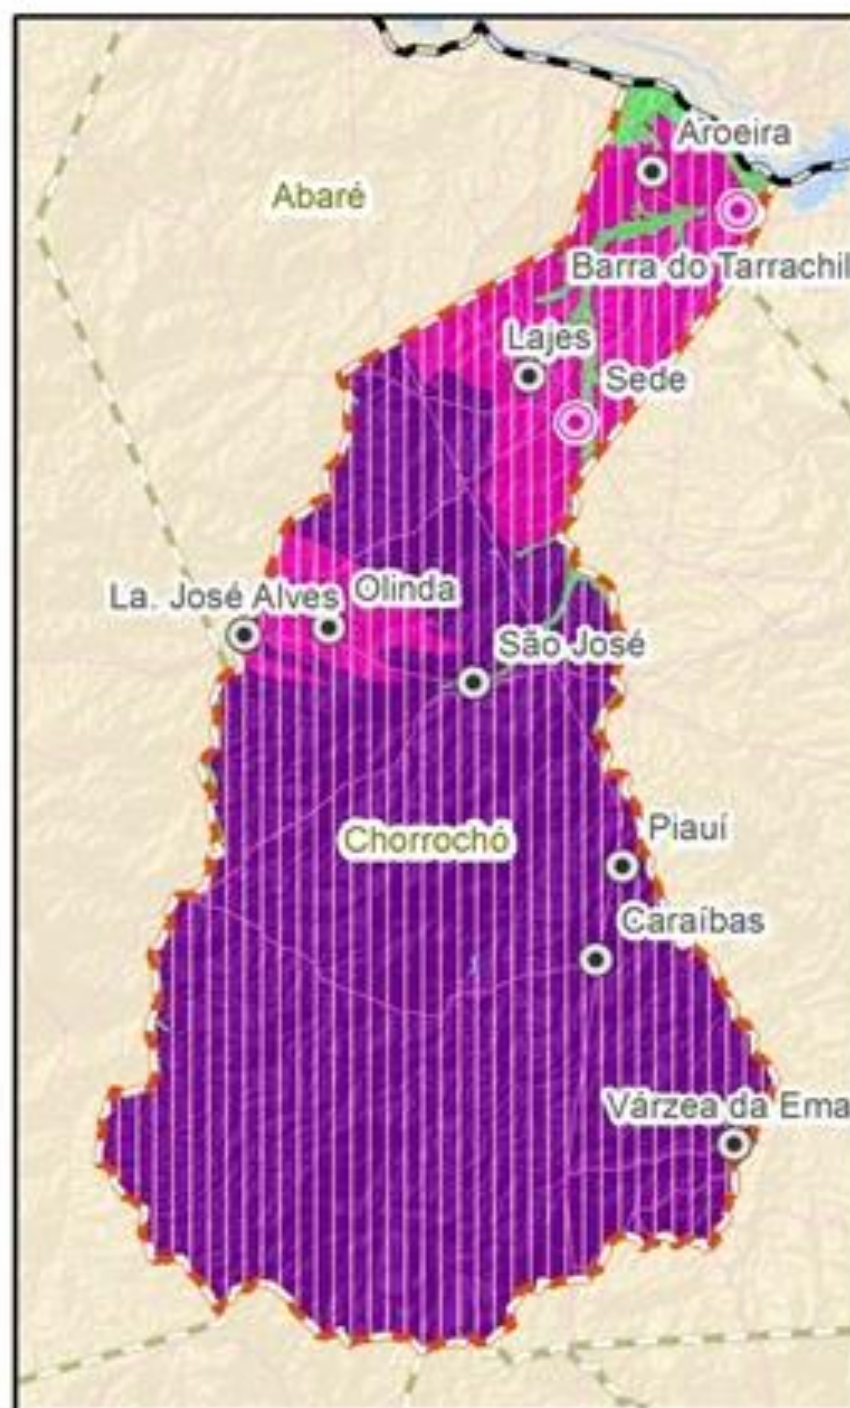 Aroeira
Abaré
Barra do Tarrachil
Lajes
Sede
La. José Alves
Olinda
São José
Chorrochó
Piauí
Caraíbas
Várzea da Ema